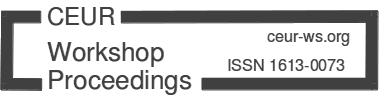 CEUR
Workshop
Proceedings
ceur-ws.org
ISSN 1613-0073